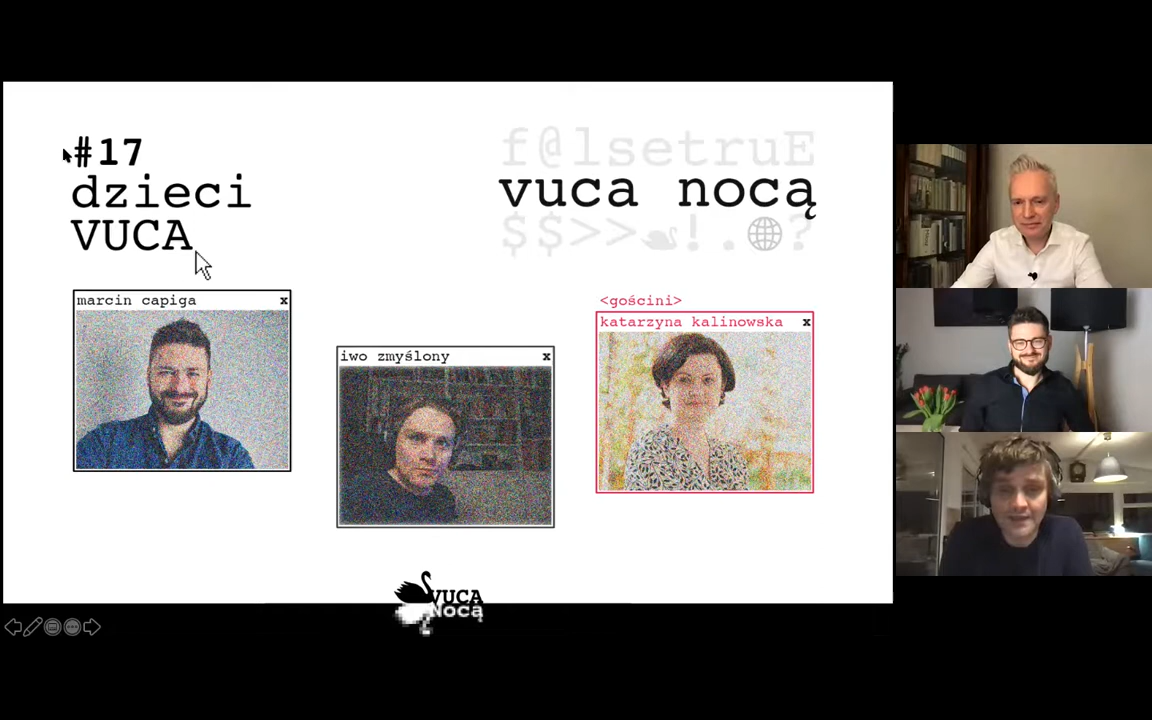 #17
dzieci
VUCA
f@lsetruE
vuca nocą
$$>>!.?
marcin capiga x
iwo zmyślony x
<gościni>
katarzyna kalinowska x
VUCA
Nocą